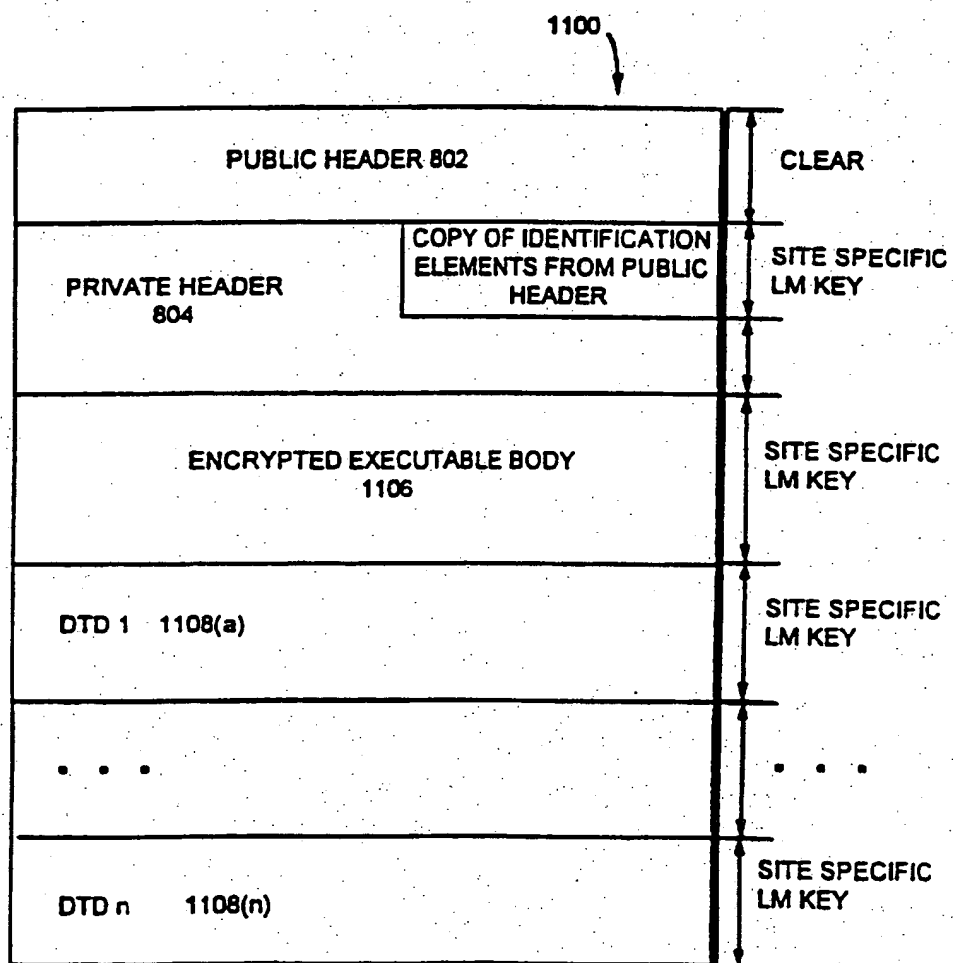 1100
PUBLIC HEADER 802
CLEAR
COPY OF IDENTIFICATION
ELEMENTS FROM PUBLIC
HEADER
PRIVATE HEADER
804
SITE SPECIFIC
LM KEY
ENCRYPTED EXECUTABLE BODY
1106
SITE SPECIFIC
LM KEY
DTD 1 1108(a)
SITE SPECIFIC
LM KEY
. . .
. . .
DTD n 1108(n)
SITE SPECIFIC
LM KEY